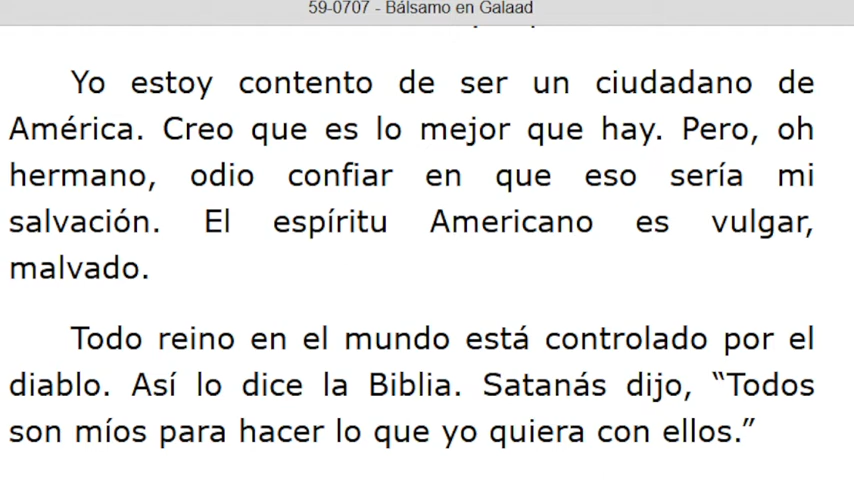 59-0707 - Bálsamo en Galaad
Yo estoy contento de ser un ciudadano de
América. Creo que es lo mejor que hay. Pero, oh
hermano, odio confiar en que eso sería mi
salvación. El espíritu Americano es vulgar,
malvado.
Todo reino en el mundo está controlado por el
diablo. Así lo dice la Biblia. Satanás dijo, “Todos
son míos para hacer lo que yo quiera con ellos.”